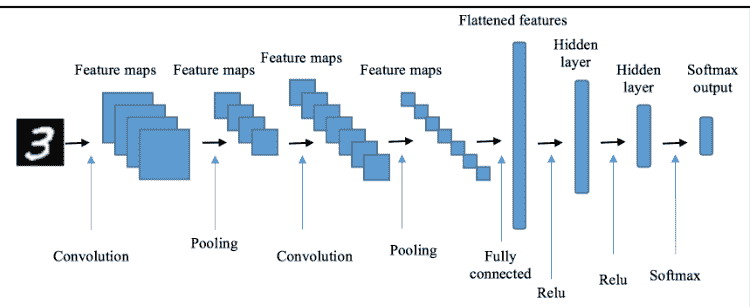 Flattened features
Hidden
layer
Feature maps
Feature maps
Feature maps
Feature maps
Hidden
layer
Softmax
output
3
Convolution
Pooling
Convolution
Pooling
Fully
connected
Relu
Relu
Softmax